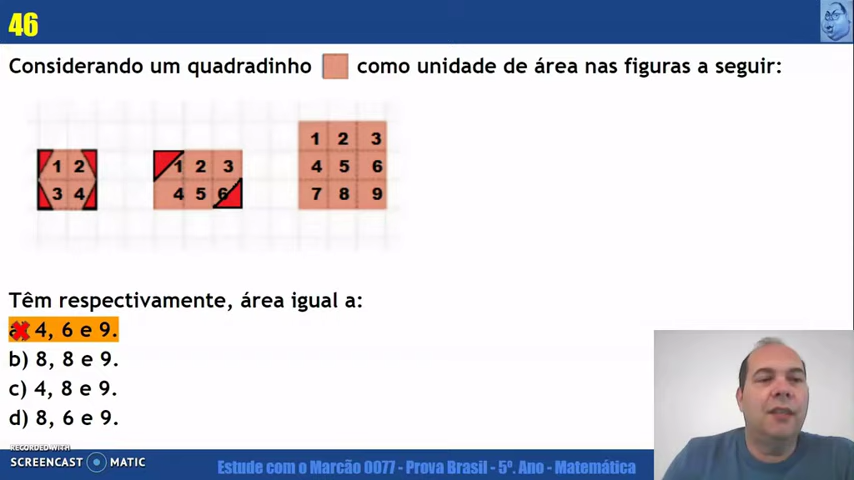 46
Considerando um quadradinho como unidade de área nas figuras a seguir:
1 2
3 4
1 2 3
4 5 6
1 2 3
4 5 6
7 8 9
Têm respectivamente, área igual a:
a) 4, 6 e 9.
b) 8, 8 e 9.
c) 4, 8 e 9.
d) 8, 6 e 9.
RECORDED WITH
SCREENCAST MATIC
Estude com o Marcão 0077 - Prova Brasil - 5º. Ano - Matemática